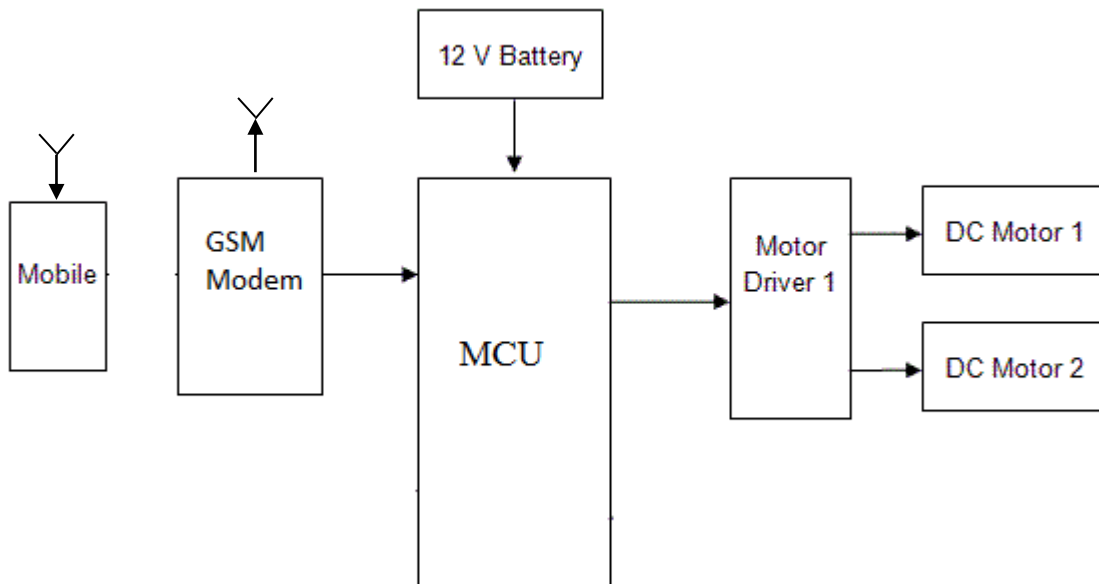 12 V Battery
Mobile
GSM
Modem
MCU
Motor
Driver 1
DC Motor 1
DC Motor 2